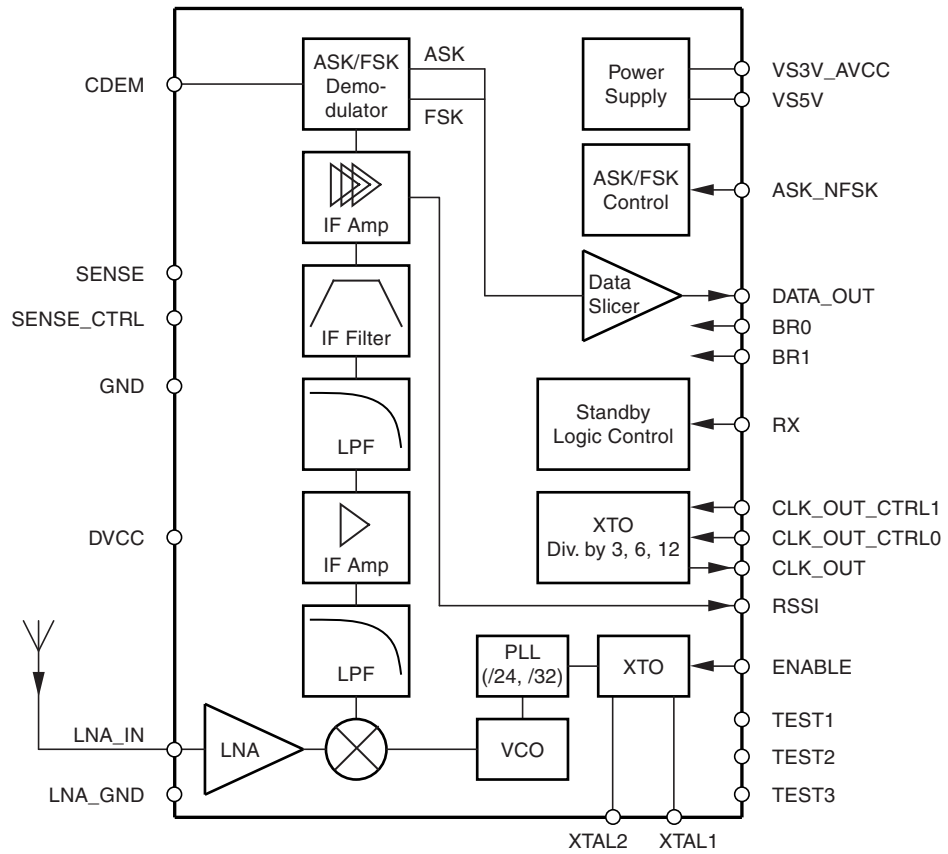 CDEM
SENSE
SENSE_CTRL
GND
DVCC
LNA_IN
LNA_GND
ASK/FSK
Demo-
dulator
ASK
FSK
IF Amp
IF Filter
LPF
IF Amp
LPF
LNA
PLL
(/24, /32)
VCO
XTO
Power
Supply
ASK/FSK
Control
Data
Slicer
Standby
Logic Control
XTO
Div. by 3, 6, 12
VS3V_AVCC
VS5V
ASK_NFSK
DATA_OUT
BR0
BR1
RX
CLK_OUT_CTRL1
CLK_OUT_CTRL0
CLK_OUT
RSSI
ENABLE
TEST1
TEST2
TEST3
XTAL2
XTAL1